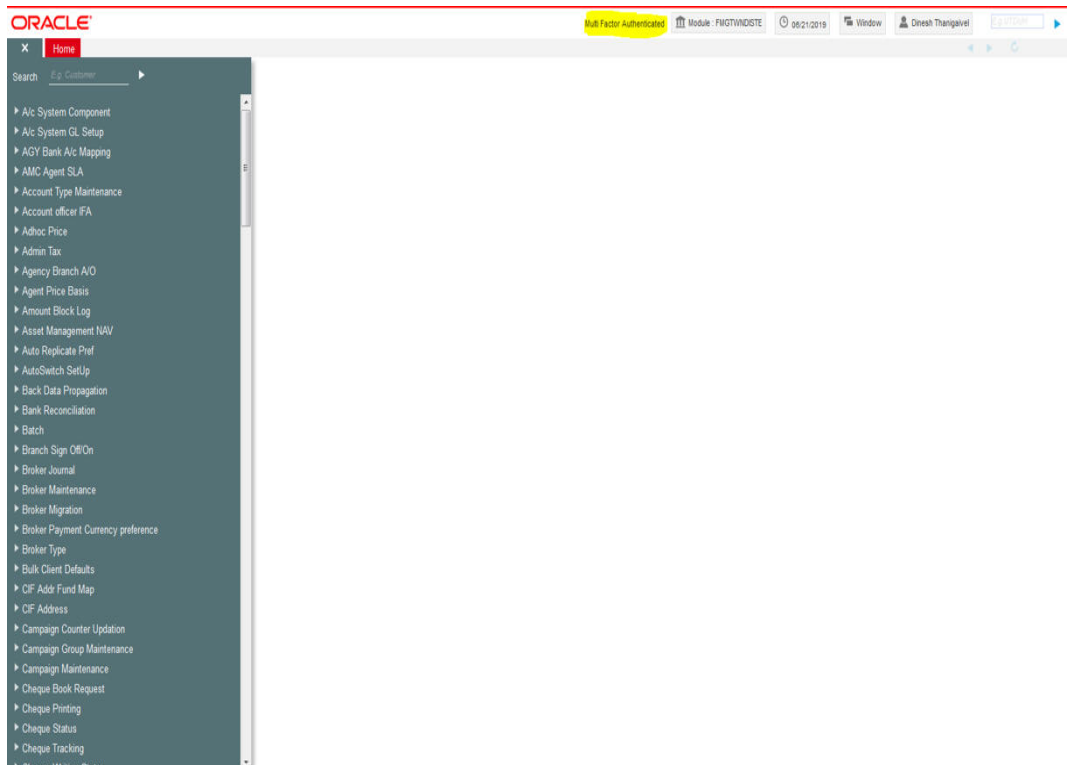 ORACLE
Multi Factor Authenticated
Module : FMGTWNDISTE
06/21/2019
Window
Dinesh Thanigaivel
X
Home
Search
E.g. Customer
A/c System Component
A/c System GL Setup
AGY Bank A/c Mapping
AMC Agent SLA
Account Type Maintenance
Account officer IFA
Adhoc Price
Admin Tax
Agency Branch A/O
Agent Price Basis
Amount Block Log
Asset Management NAV
Auto Replicate Pref
AutoSwitch SetUp
Back Data Propagation
Bank Reconciliation
Batch
Branch Sign Off/On
Broker Journal
Broker Maintenance
Broker Migration
Broker Payment Currency preference
Broker Type
Bulk Client Defaults
CIF Addr Fund Map
CIF Address
Campaign Counter Updation
Campaign Group Maintenance
Campaign Maintenance
Cheque Book Request
Cheque Printing
Cheque Status
Cheque Tracking